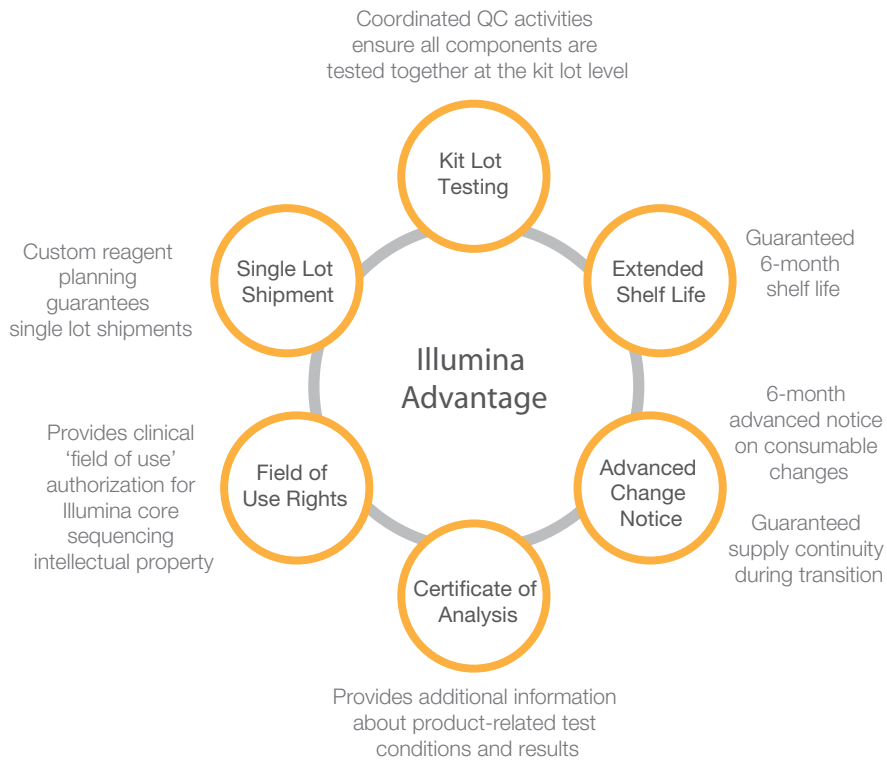 Coordinated QC activities
ensure all components are
tested together at the kit lot level
Kit Lot
Testing
Guaranteed
6-month
shelf life
Extended
Shelf Life
6-month
advanced notice
on consumable
changes
Guaranteed
supply continuity
during transition
Advanced
Change
Notice
Certificate of
Analysis
Provides additional information
about product-related test
conditions and results
Provides clinical
‘field of use’
authorization for
Illumina core
sequencing
intellectual property
Field of
Use Rights
Custom reagent
planning
guarantees
single lot shipments
Single Lot
Shipment
Illumina
Advantage